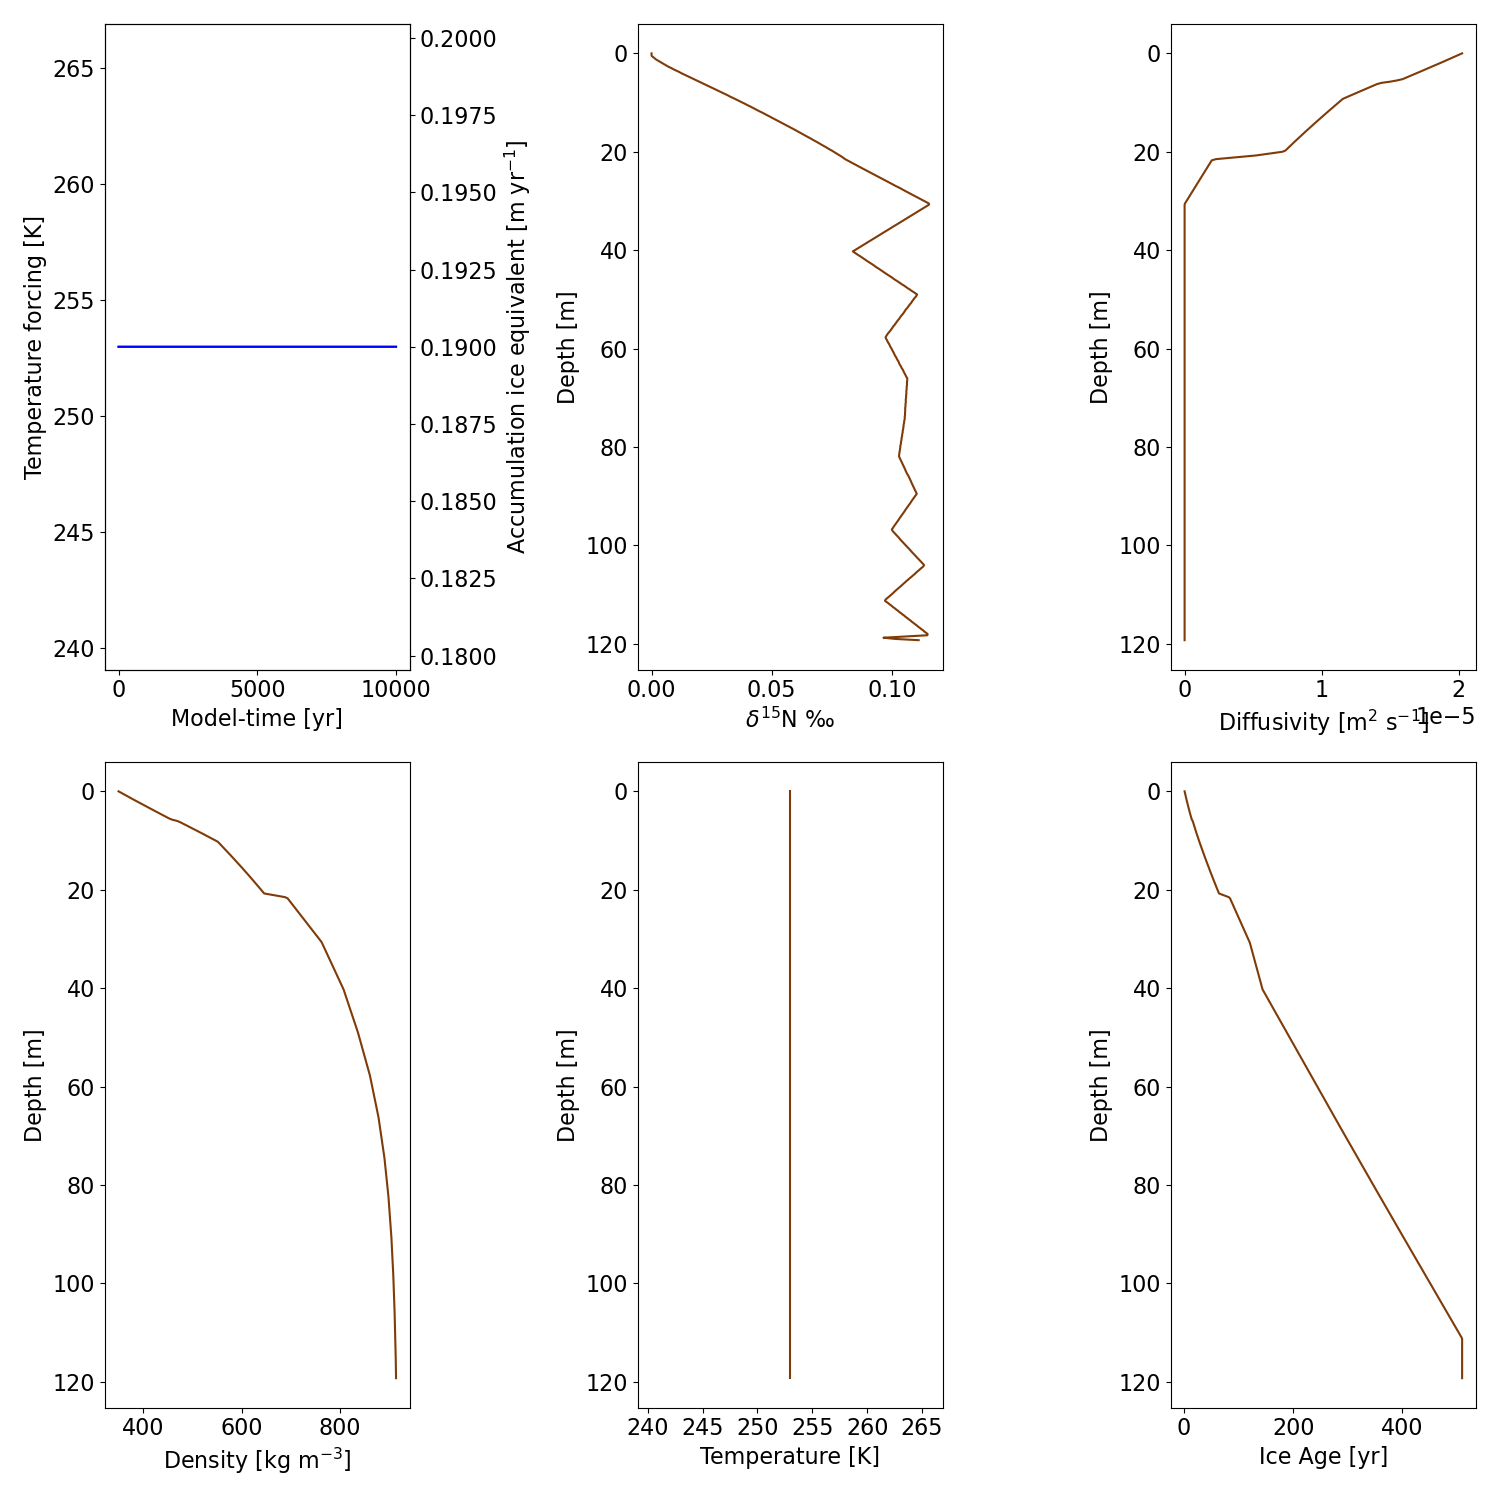 265
260
255
250
245
240
Temperature forcing [K]
0.2000
0.1975
0.1950
0.1925
0.1900
0.1875
0.1850
0.1825
0.1800
Accumulation ice equivalent [m yr⁻¹]
0 5000 10000
Model-time [yr]
0
20
40
60
80
100
120
Depth [m]
0.00 0.05 0.10
δ¹⁵N ‰
0
20
40
60
80
100
120
Depth [m]
0 1 2
1e−5
Diffusivity [m² s⁻¹]
0
20
40
60
80
100
120
Depth [m]
400 600 800
Density [kg m⁻³]
0
20
40
60
80
100
120
Depth [m]
240 245 250 255 260 265
Temperature [K]
0
20
40
60
80
100
120
Depth [m]
0 200 400
Ice Age [yr]